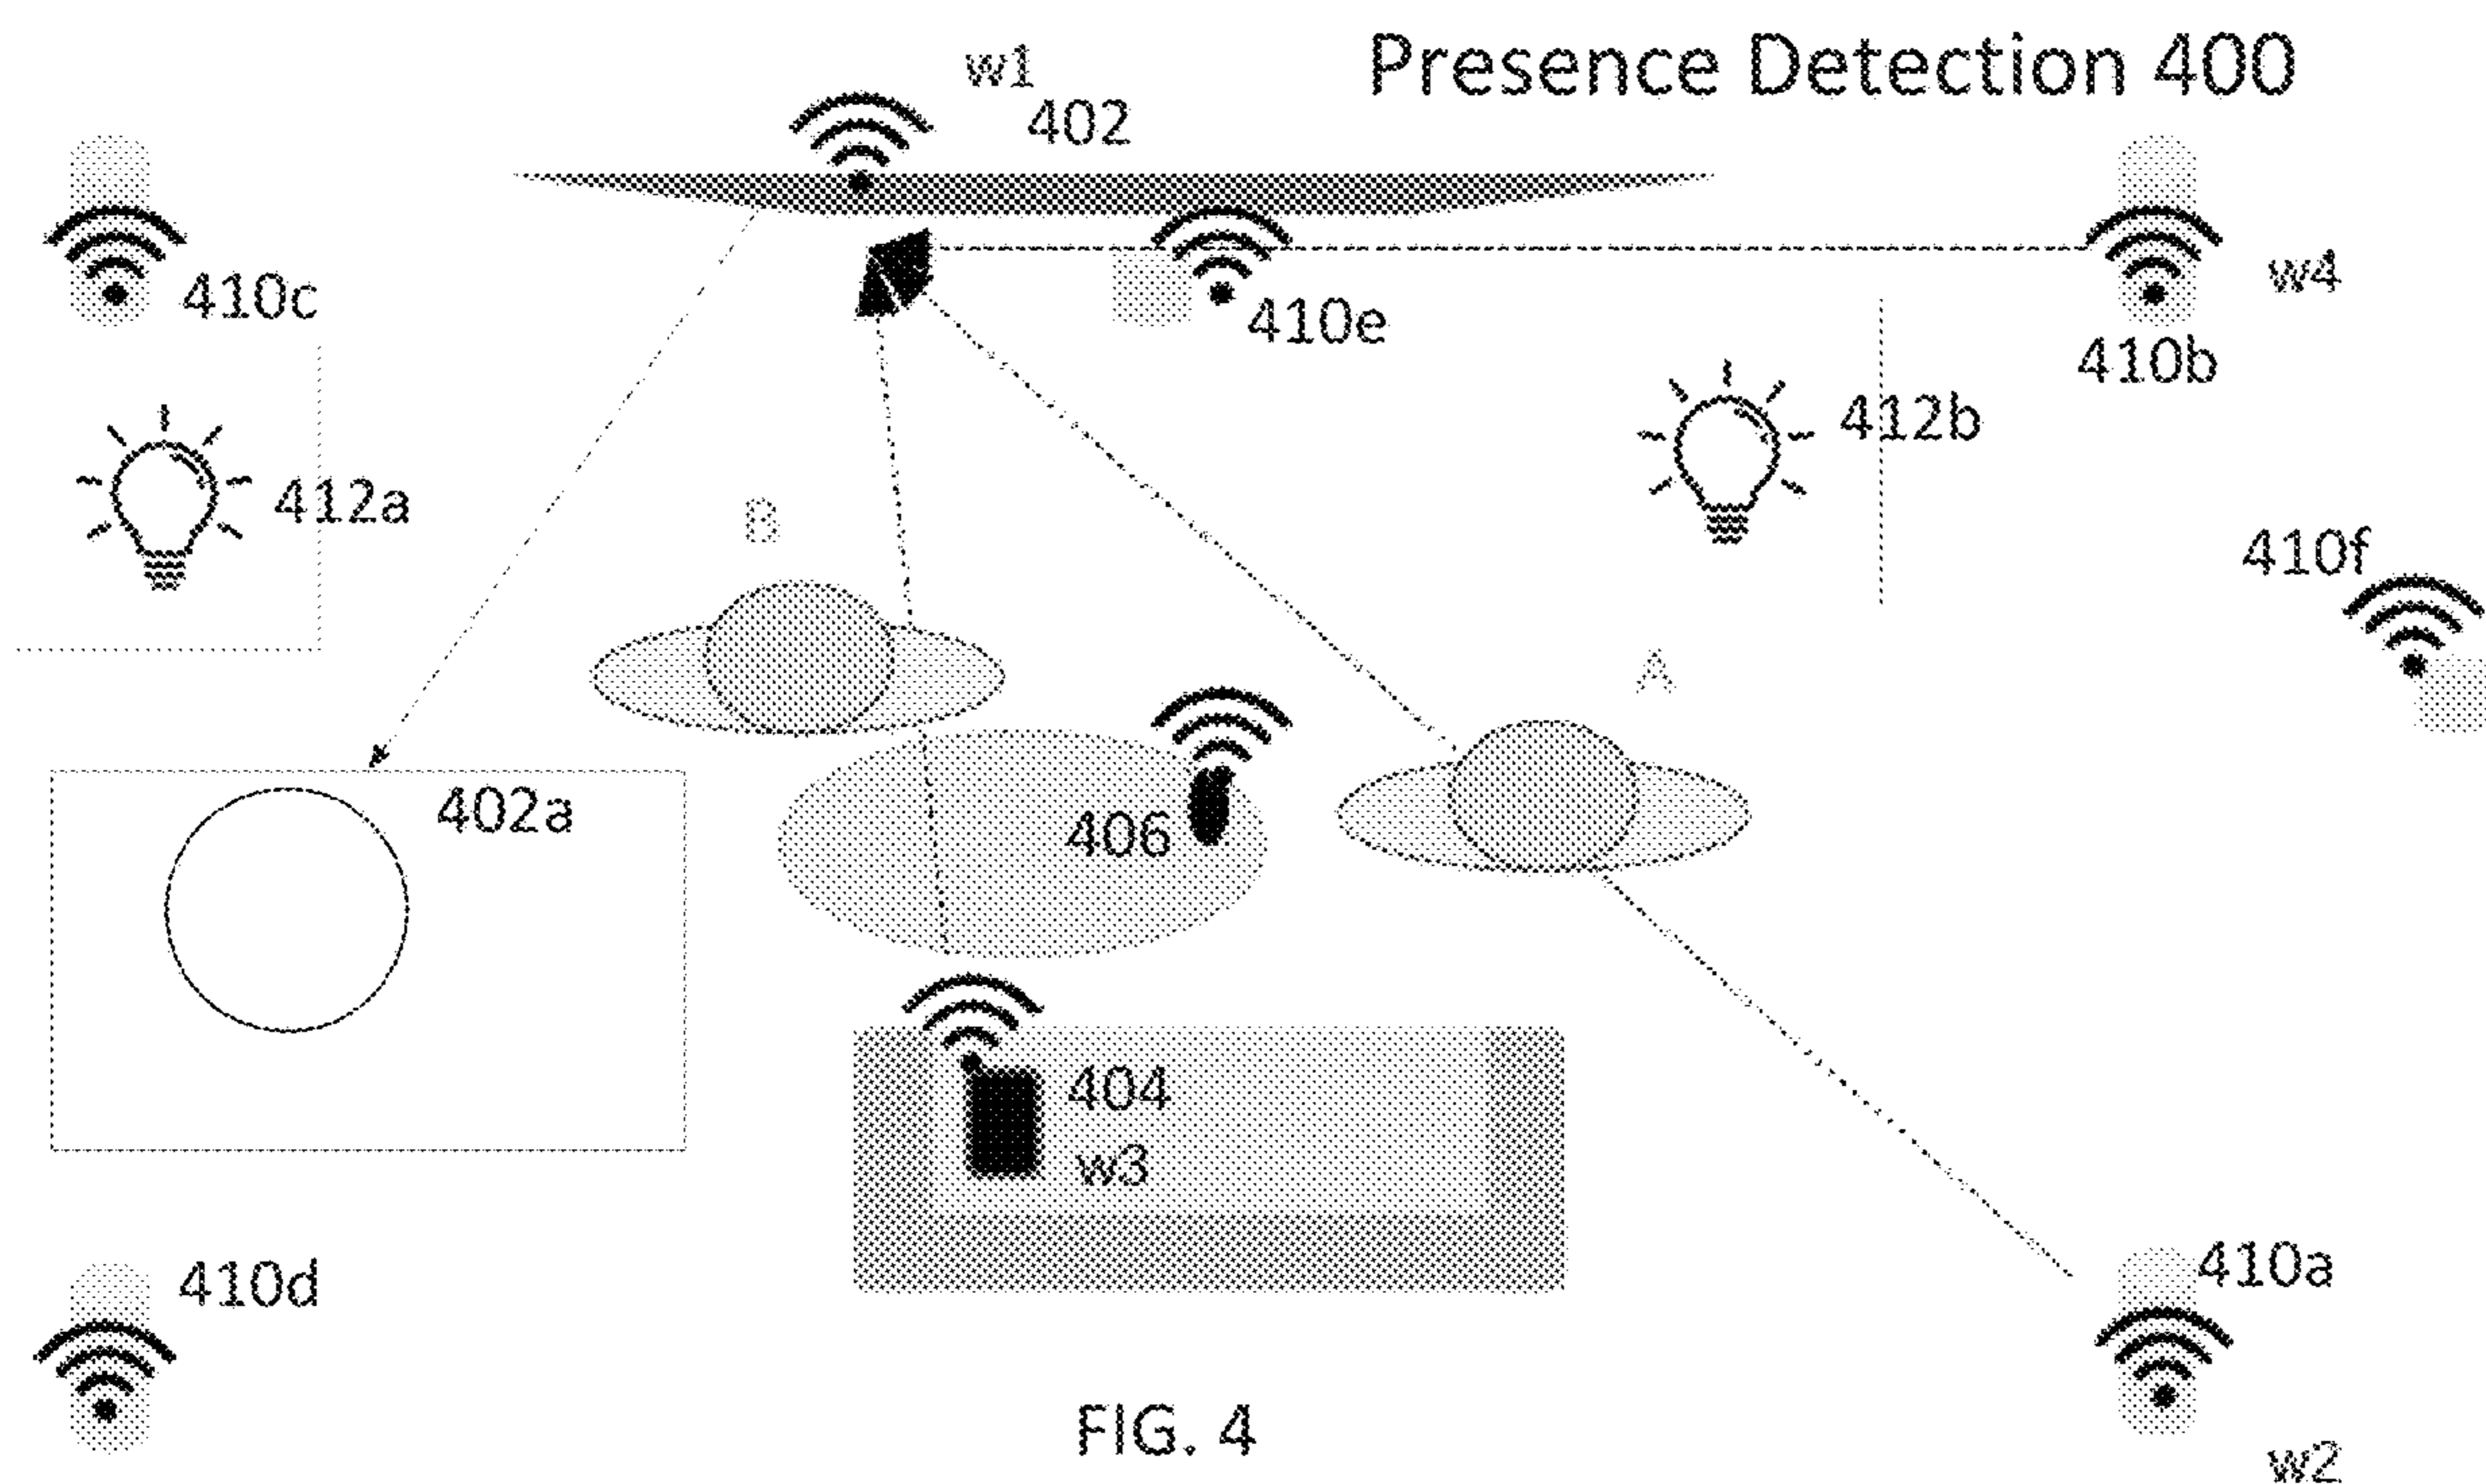 w1
Presence Detection 400
402
w4
410c
410e
410b
412b
412a
B
410f
A
402a
406
404
w3
410d
410a
FIG. 4
w2